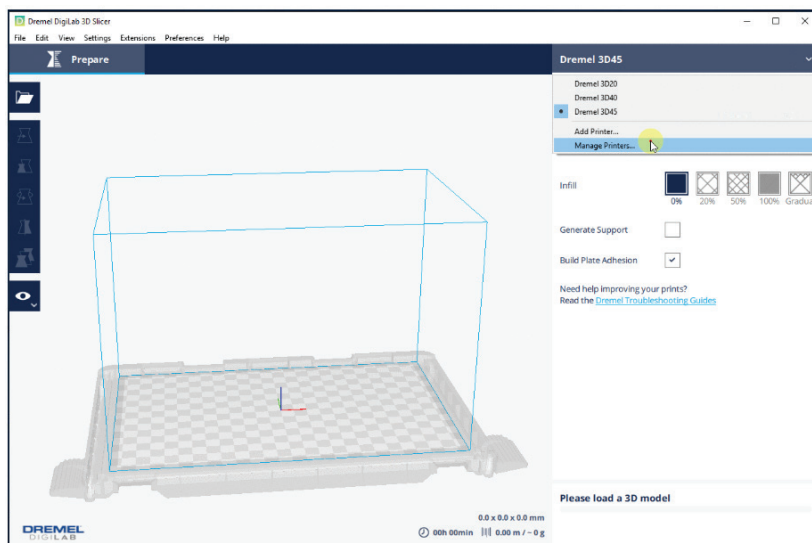 Dremel DigiLab 3D Slicer
File Edit View Settings Extensions Preferences Help
Prepare
Dremel 3D45
Dremel 3D20
Dremel 3D40
Dremel 3D45
Add Printer...
Manage Printers...
Infill
0% 20% 50% 100% Gradual
Generate Support
Build Plate Adhesion
Need help improving your prints?
Read the Dremel Troubleshooting Guides
Please load a 3D model
0.0 x 0.0 x 0.0 mm
00h 00min 0.00 m / ~ 0 g
DREMEL
DIGILAB